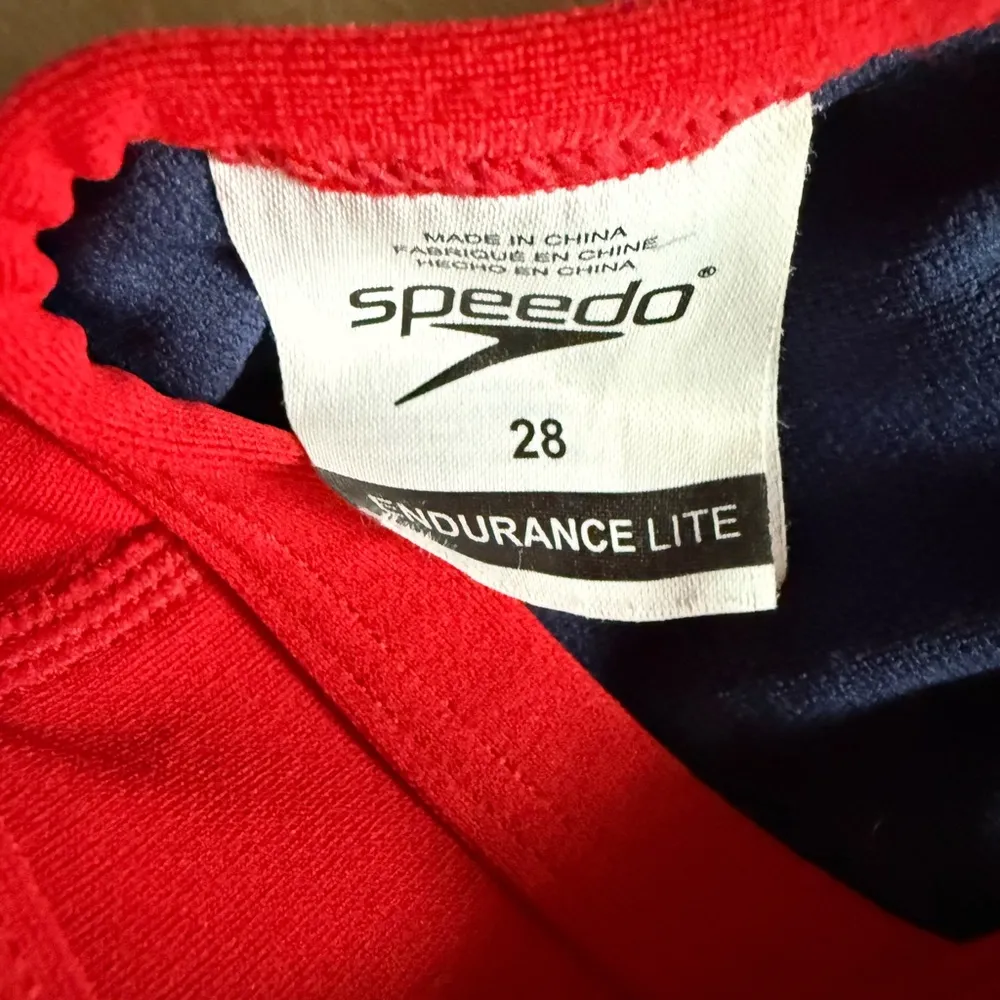 MADE IN CHINA
FABRIQUÉ EN CHINE
HECHO EN CHINA
speedo®
28
ENDURANCE LITE